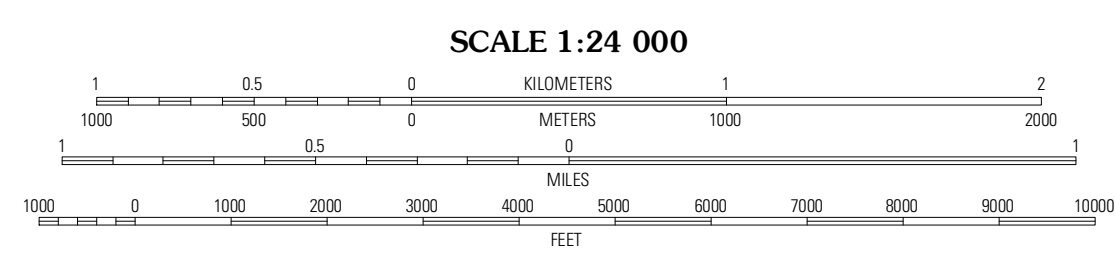 SCALE 1:24 000
1 0.5 0 KILOMETERS 1 2
1000 500 0 METERS 1000 2000
1 0.5 0 1
MILES
1000 0 1000 2000 3000 4000 5000 6000 7000 8000 9000 10000
FEET